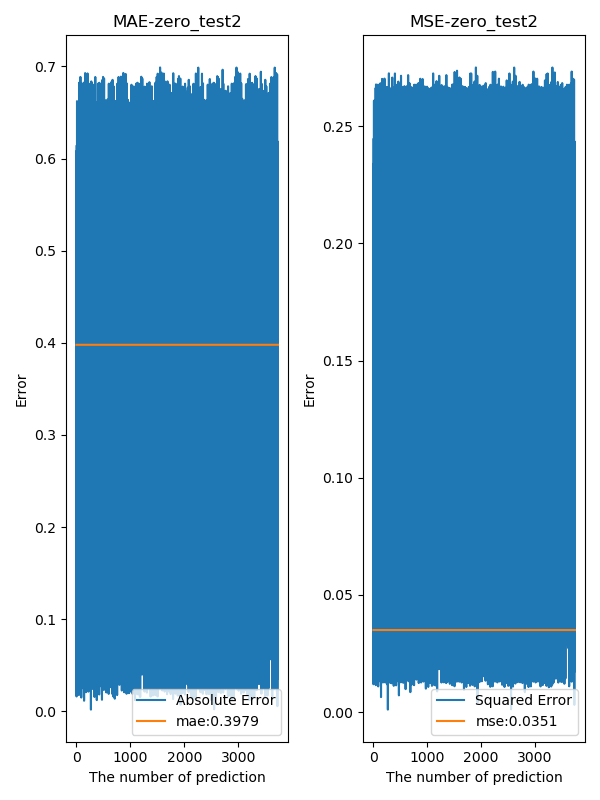 MAE-zero_test2
0.7
0.6
0.5
0.4
0.3
0.2
0.1
0.0
Error
0
1000
2000
3000
The number of prediction
Absolute Error
mae:0.3979
MSE-zero_test2
0.25
0.20
0.15
0.10
0.05
0.00
Error
0
1000
2000
3000
The number of prediction
Squared Error
mse:0.0351